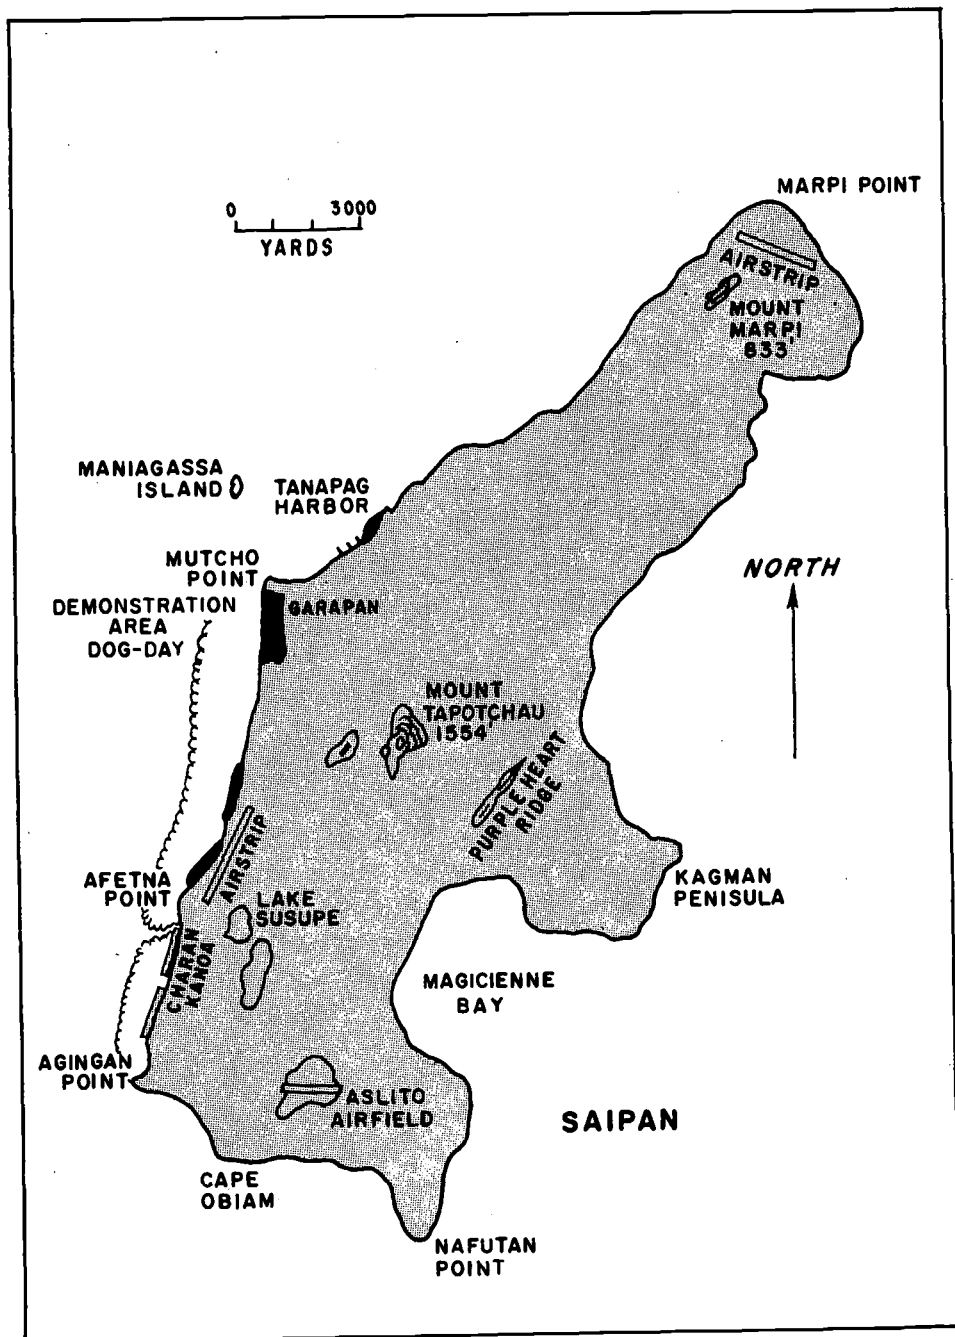 MARPI POINT
0 3000
YARDS
AIRSTRIP
MOUNT
MARPI
833'
MANIAGASSA
ISLAND
TANAPAG
HARBOR
MUTCHO
POINT
NORTH
DEMONSTRATION
AREA
DOG-DAY
GARAPAN
MOUNT
TAPOTCHAU
1554'
PURPLE HEART
RIDGE
AIRSTRIP
AFETNA
POINT
LAKE
SUSUPE
KAGMAN
PENISULA
CHARAN
KANOA
MAGICIENNE
BAY
AGINGAN
POINT
ASLITO
AIRFIELD
SAIPAN
CAPE
OBIAM
NAFUTAN
POINT